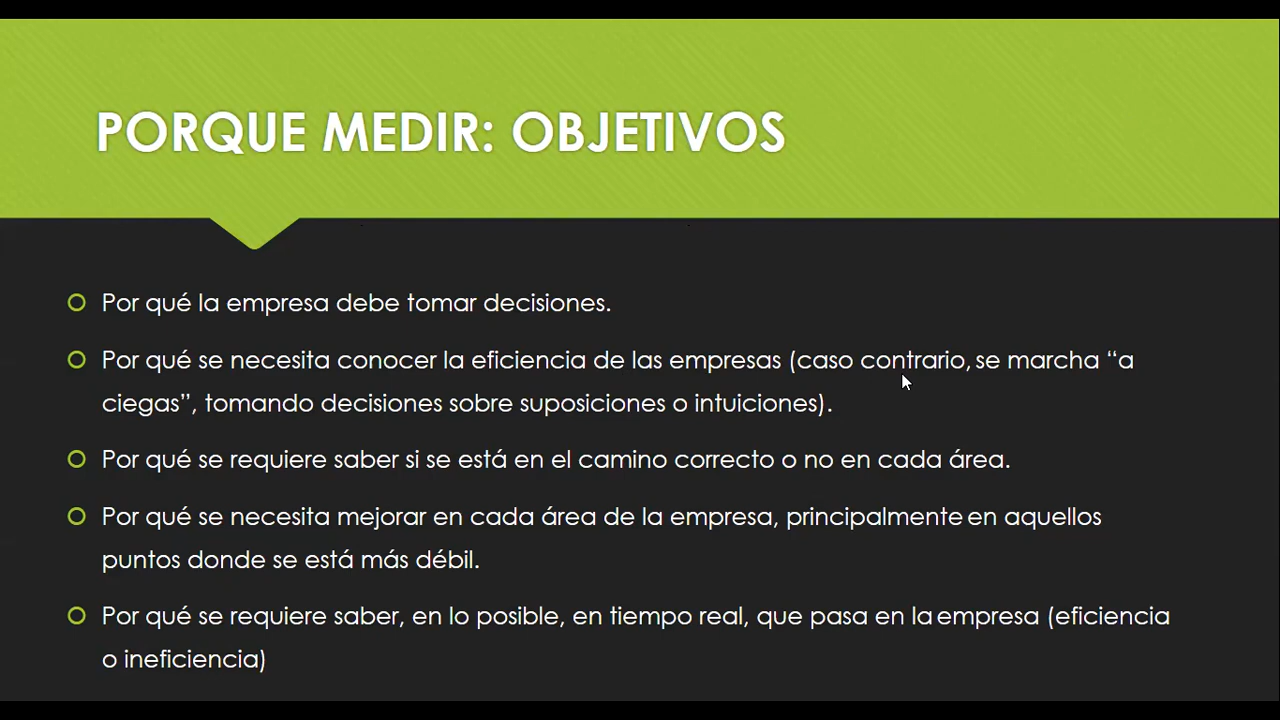 PORQUE MEDIR: OBJETIVOS
Por qué la empresa debe tomar decisiones.
Por qué se necesita conocer la eficiencia de las empresas (caso contrario, se marcha “a
ciegas”, tomando decisiones sobre suposiciones o intuiciones).
Por qué se requiere saber si se está en el camino correcto o no en cada área.
Por qué se necesita mejorar en cada área de la empresa, principalmente en aquellos
puntos donde se está más débil.
Por qué se requiere saber, en lo posible, en tiempo real, que pasa en la empresa (eficiencia
o ineficiencia)